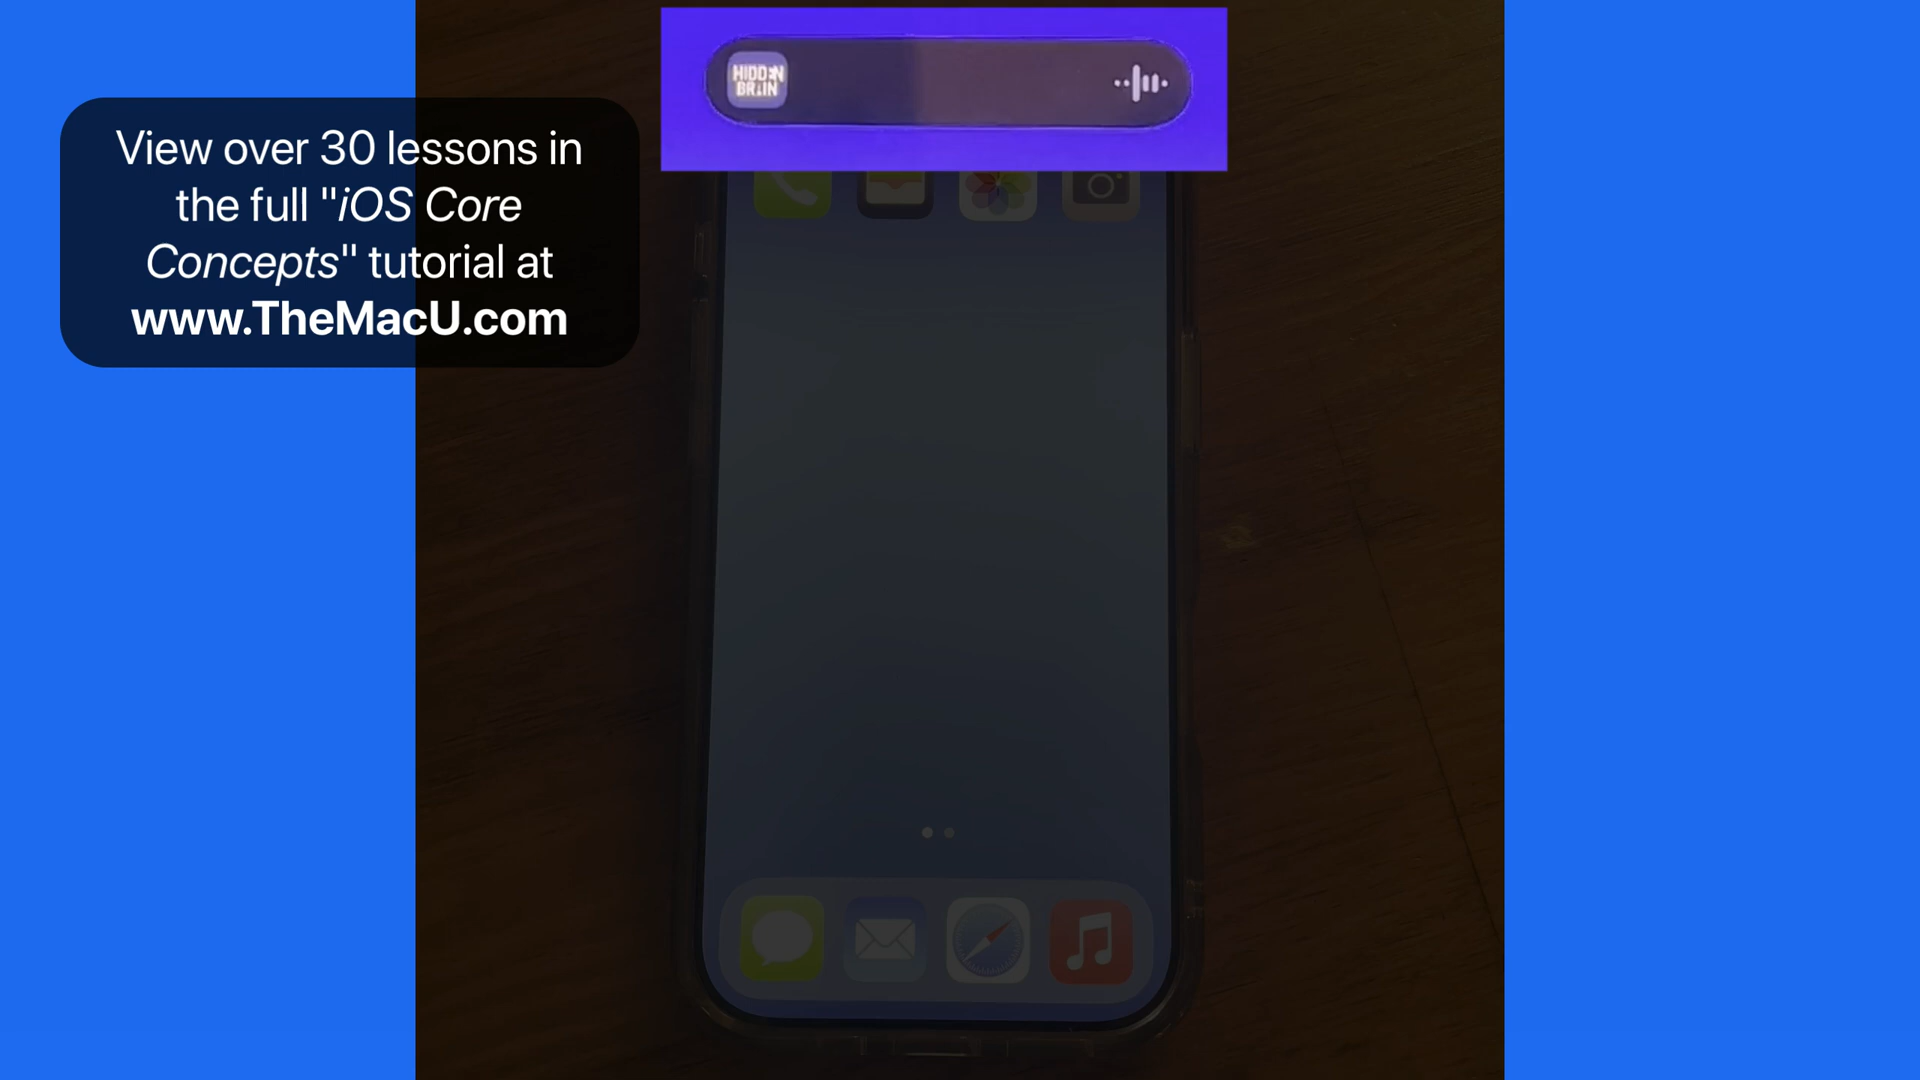 HIDDEN
BRAIN
View over 30 lessons in
the full "iOS Core
Concepts" tutorial at
www.TheMacU.com